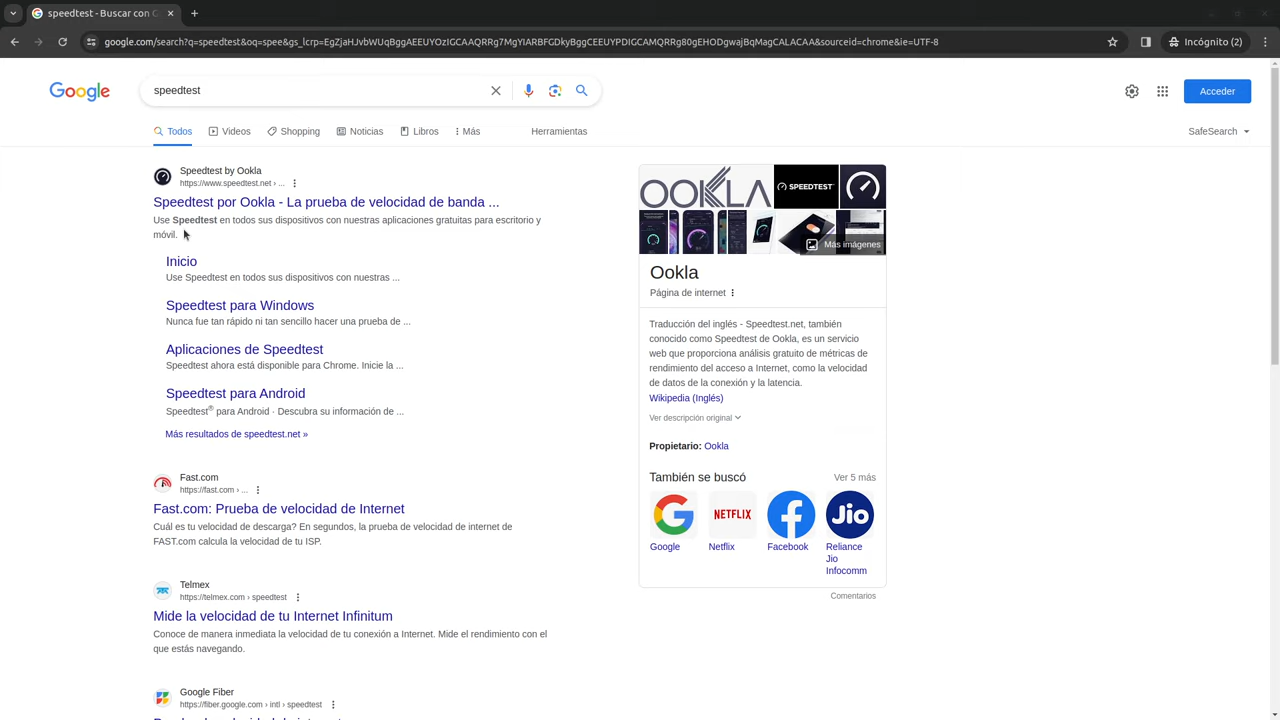 speedtest - Buscar con G
google.com/search?q=speedtest&oq=spee&gs_lcrp=EgZjaHJvbWUqBggAEEUYOzIGCAAQRRg7MgYIARBFGDkyBggCEEUYPDIGCAMQRRg80gEHODgwajBqMagCALACAA&sourceid=chrome&ie=UTF-8
Incógnito (2)
Google
speedtest
Acceder
Todos
Videos
Shopping
Noticias
Libros
Más
Herramientas
SafeSearch
Speedtest by Ookla
https://www.speedtest.net › ...
Speedtest por Ookla - La prueba de velocidad de banda ...
Use Speedtest en todos sus dispositivos con nuestras aplicaciones gratuitas para escritorio y
móvil.
Inicio
Use Speedtest en todos sus dispositivos con nuestras ...
Speedtest para Windows
Nunca fue tan rápido ni tan sencillo hacer una prueba de ...
Aplicaciones de Speedtest
Speedtest ahora está disponible para Chrome. Inicie la ...
Speedtest para Android
Speedtest® para Android · Descubra su información de ...
Más resultados de speedtest.net »
Fast.com
https://fast.com › ...
Fast.com: Prueba de velocidad de Internet
Cuál es tu velocidad de descarga? En segundos, la prueba de velocidad de internet de
FAST.com calcula la velocidad de tu ISP.
Telmex
https://telmex.com › speedtest
Mide la velocidad de tu Internet Infinitum
Conoce de manera inmediata la velocidad de tu conexión a Internet. Mide el rendimiento con el
que estás navegando.
Google Fiber
https://fiber.google.com › intl › speedtest
OOKLA
SPEEDTEST
Más imágenes
Ookla
Página de internet
Traducción del inglés - Speedtest.net, también
conocido como Speedtest de Ookla, es un servicio
web que proporciona análisis gratuito de métricas de
rendimiento del acceso a Internet, como la velocidad
de datos de la conexión y la latencia.
Wikipedia (Inglés)
Ver descripción original
Propietario: Ookla
También se buscó
Ver 5 más
NETFLIX
Jio
Google
Netflix
Facebook
Reliance
Jio
Infocomm
Comentarios